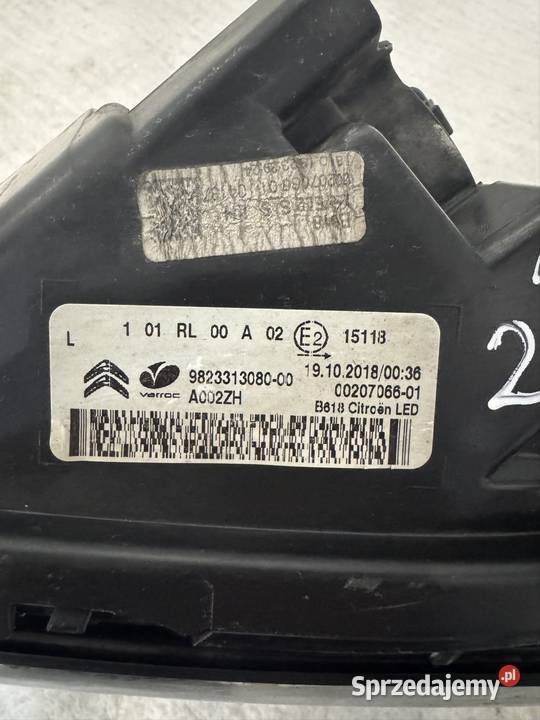 L 1 01 RL 00 A 02 E2 15118
varroc 9823313080-00 19.10.2018/00:36
A002ZH 00207066-01
B618 Citroën LED
2
Sprzedajemy.pl